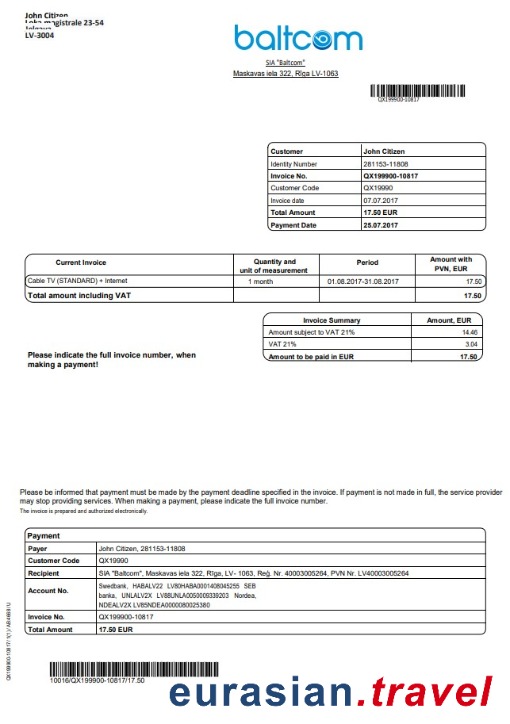 John Citizen
magistrale 23-54
LV-3004
baltcom
SIA "Baltcom"
Maskavas iela 322, Rīga LV-1063
QX199900-10817
Customer John Citizen
Identity Number 281153-11808
Invoice No. QX199900-10817
Customer Code QX19990
Invoice date 07.07.2017
Total Amount 17.50 EUR
Payment Date 25.07.2017
Current Invoice Quantity and unit of measurement Period Amount with PVN, EUR
Cable TV (STANDARD) + Internet 1 month 01.08.2017-31.08.2017 17.50
Total amount including VAT 17.50
Invoice Summary Amount, EUR
Amount subject to VAT 21% 14.46
VAT 21% 3.04
Amount to be paid in EUR 17.50
Please indicate the full invoice number, when
making a payment!
Please be informed that payment must be made by the payment deadline specified in the invoice. If payment is not made in full, the service provider
may stop providing services. When making a payment, please indicate the full invoice number.
The invoice is prepared and authorized electronically.
Payment
Payer John Citizen, 281153-11808
Customer Code QX19990
Recipient SIA "Baltcom", Maskavas iela 322, Rīga, LV- 1063, Reģ. Nr. 40003005264, PVN Nr. LV40003005264
Account No. Swedbank, HABALV22 LV80HABA0001408045255 SEB
banka, UNLALV2X LV88UNLA0050009339203 Nordea,
NDEALV2X LV85NDEA0000080025380
Invoice No. QX199900-10817
Total Amount 17.50 EUR
10016/QX199900-10817/17.50
eurasian.travel